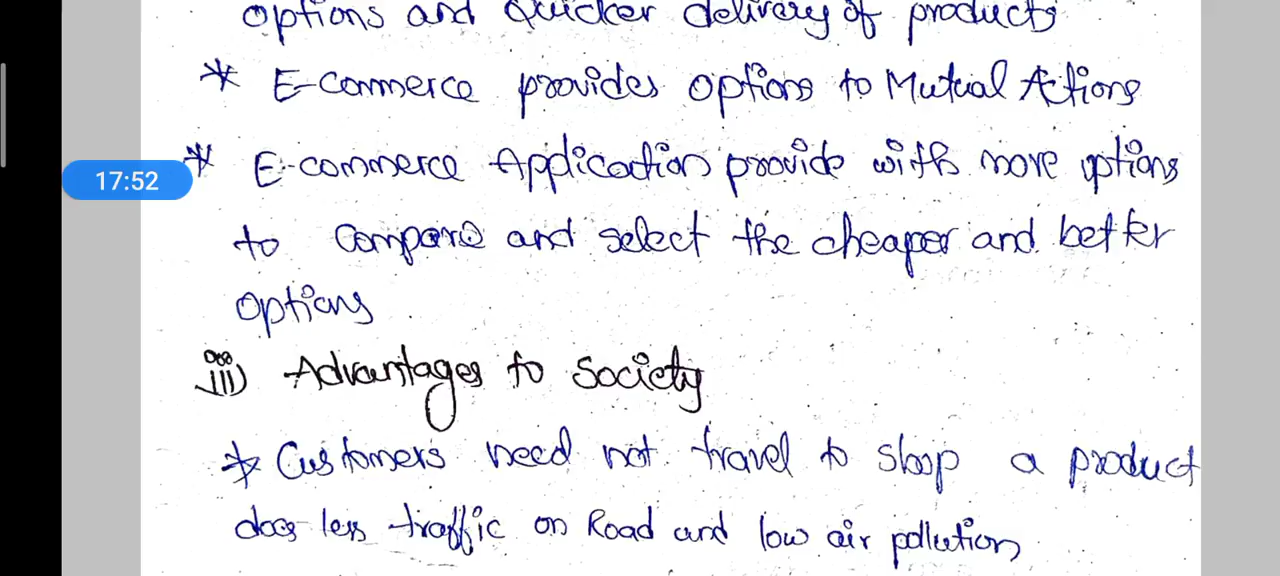 options and Quicker delivery of products
* E-commerce provides options to Mutual Actions
17:52
* E-commerce Application provide with more options
to compare and select the cheaper and better
options
iii) Advantages to Society
* Customers need not travel to shop a product
does less traffic on Road and low air pollution